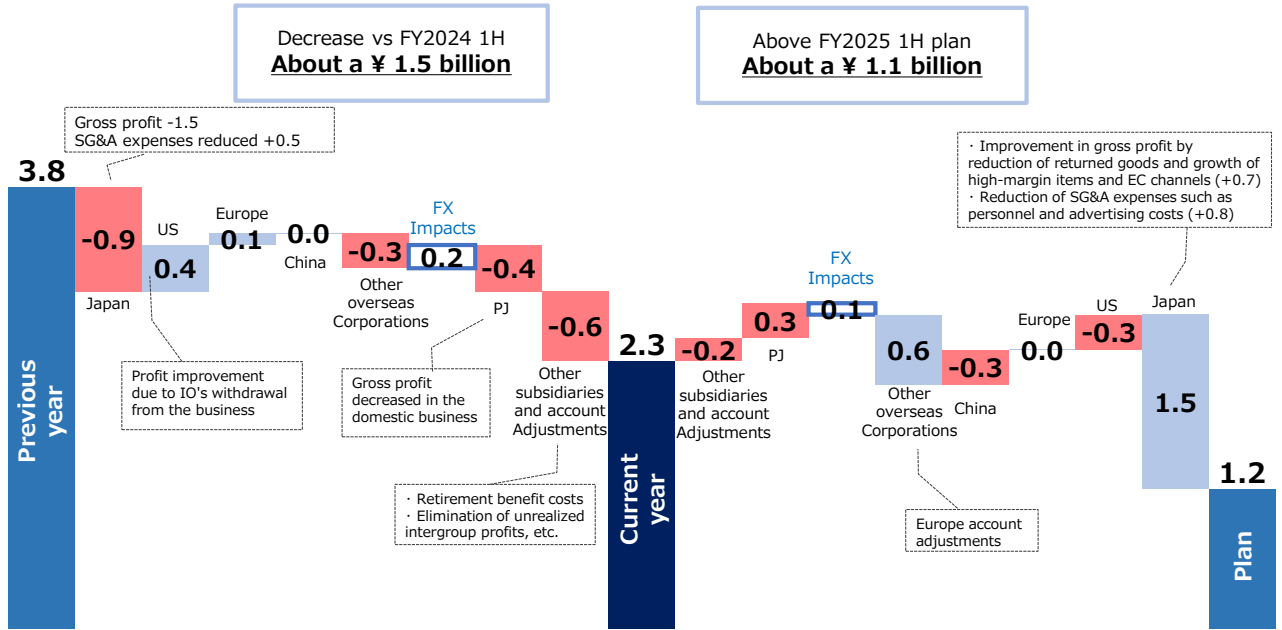 Decrease vs FY2024 1H
About a ¥ 1.5 billion
Above FY2025 1H plan
About a ¥ 1.1 billion
Gross profit -1.5
SG&A expenses reduced +0.5
・Improvement in gross profit by
reduction of returned goods and growth of
high-margin items and EC channels (+0.7)
・Reduction of SG&A expenses such as
personnel and advertising costs (+0.8)
3.8
Previous
year
-0.9
Japan
US
0.4
Profit improvement
due to IO's withdrawal
from the business
Europe
0.1
0.0
China
-0.3
Other
overseas
Corporations
FX
Impacts
0.2
-0.4
PJ
Gross profit
decreased in the
domestic business
-0.6
Other
subsidiaries
and account
Adjustments
・Retirement benefit costs
・Elimination of unrealized
intergroup profits, etc.
2.3
Current
year
-0.2
Other
subsidiaries
and account
Adjustments
0.3
PJ
FX
Impacts
0.1
0.6
Other
overseas
Corporations
Europe account
adjustments
-0.3
China
Europe
0.0
US
-0.3
Japan
1.5
1.2
Plan